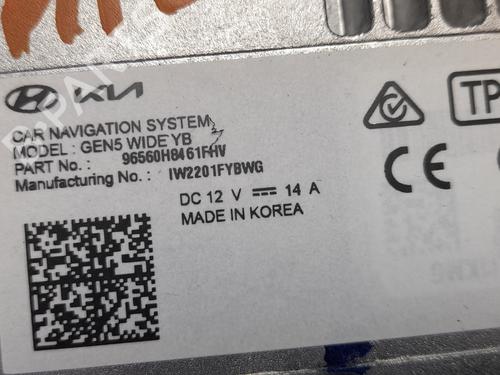 KIA
CAR NAVIGATION SYSTEM
MODEL : GEN5 WIDE YB
PART No. : 96560H8461FHV
Manufacturing No. : IW2201FYBWG
DC 12 V ⎓ 14 A
MADE IN KOREA
TP
CE